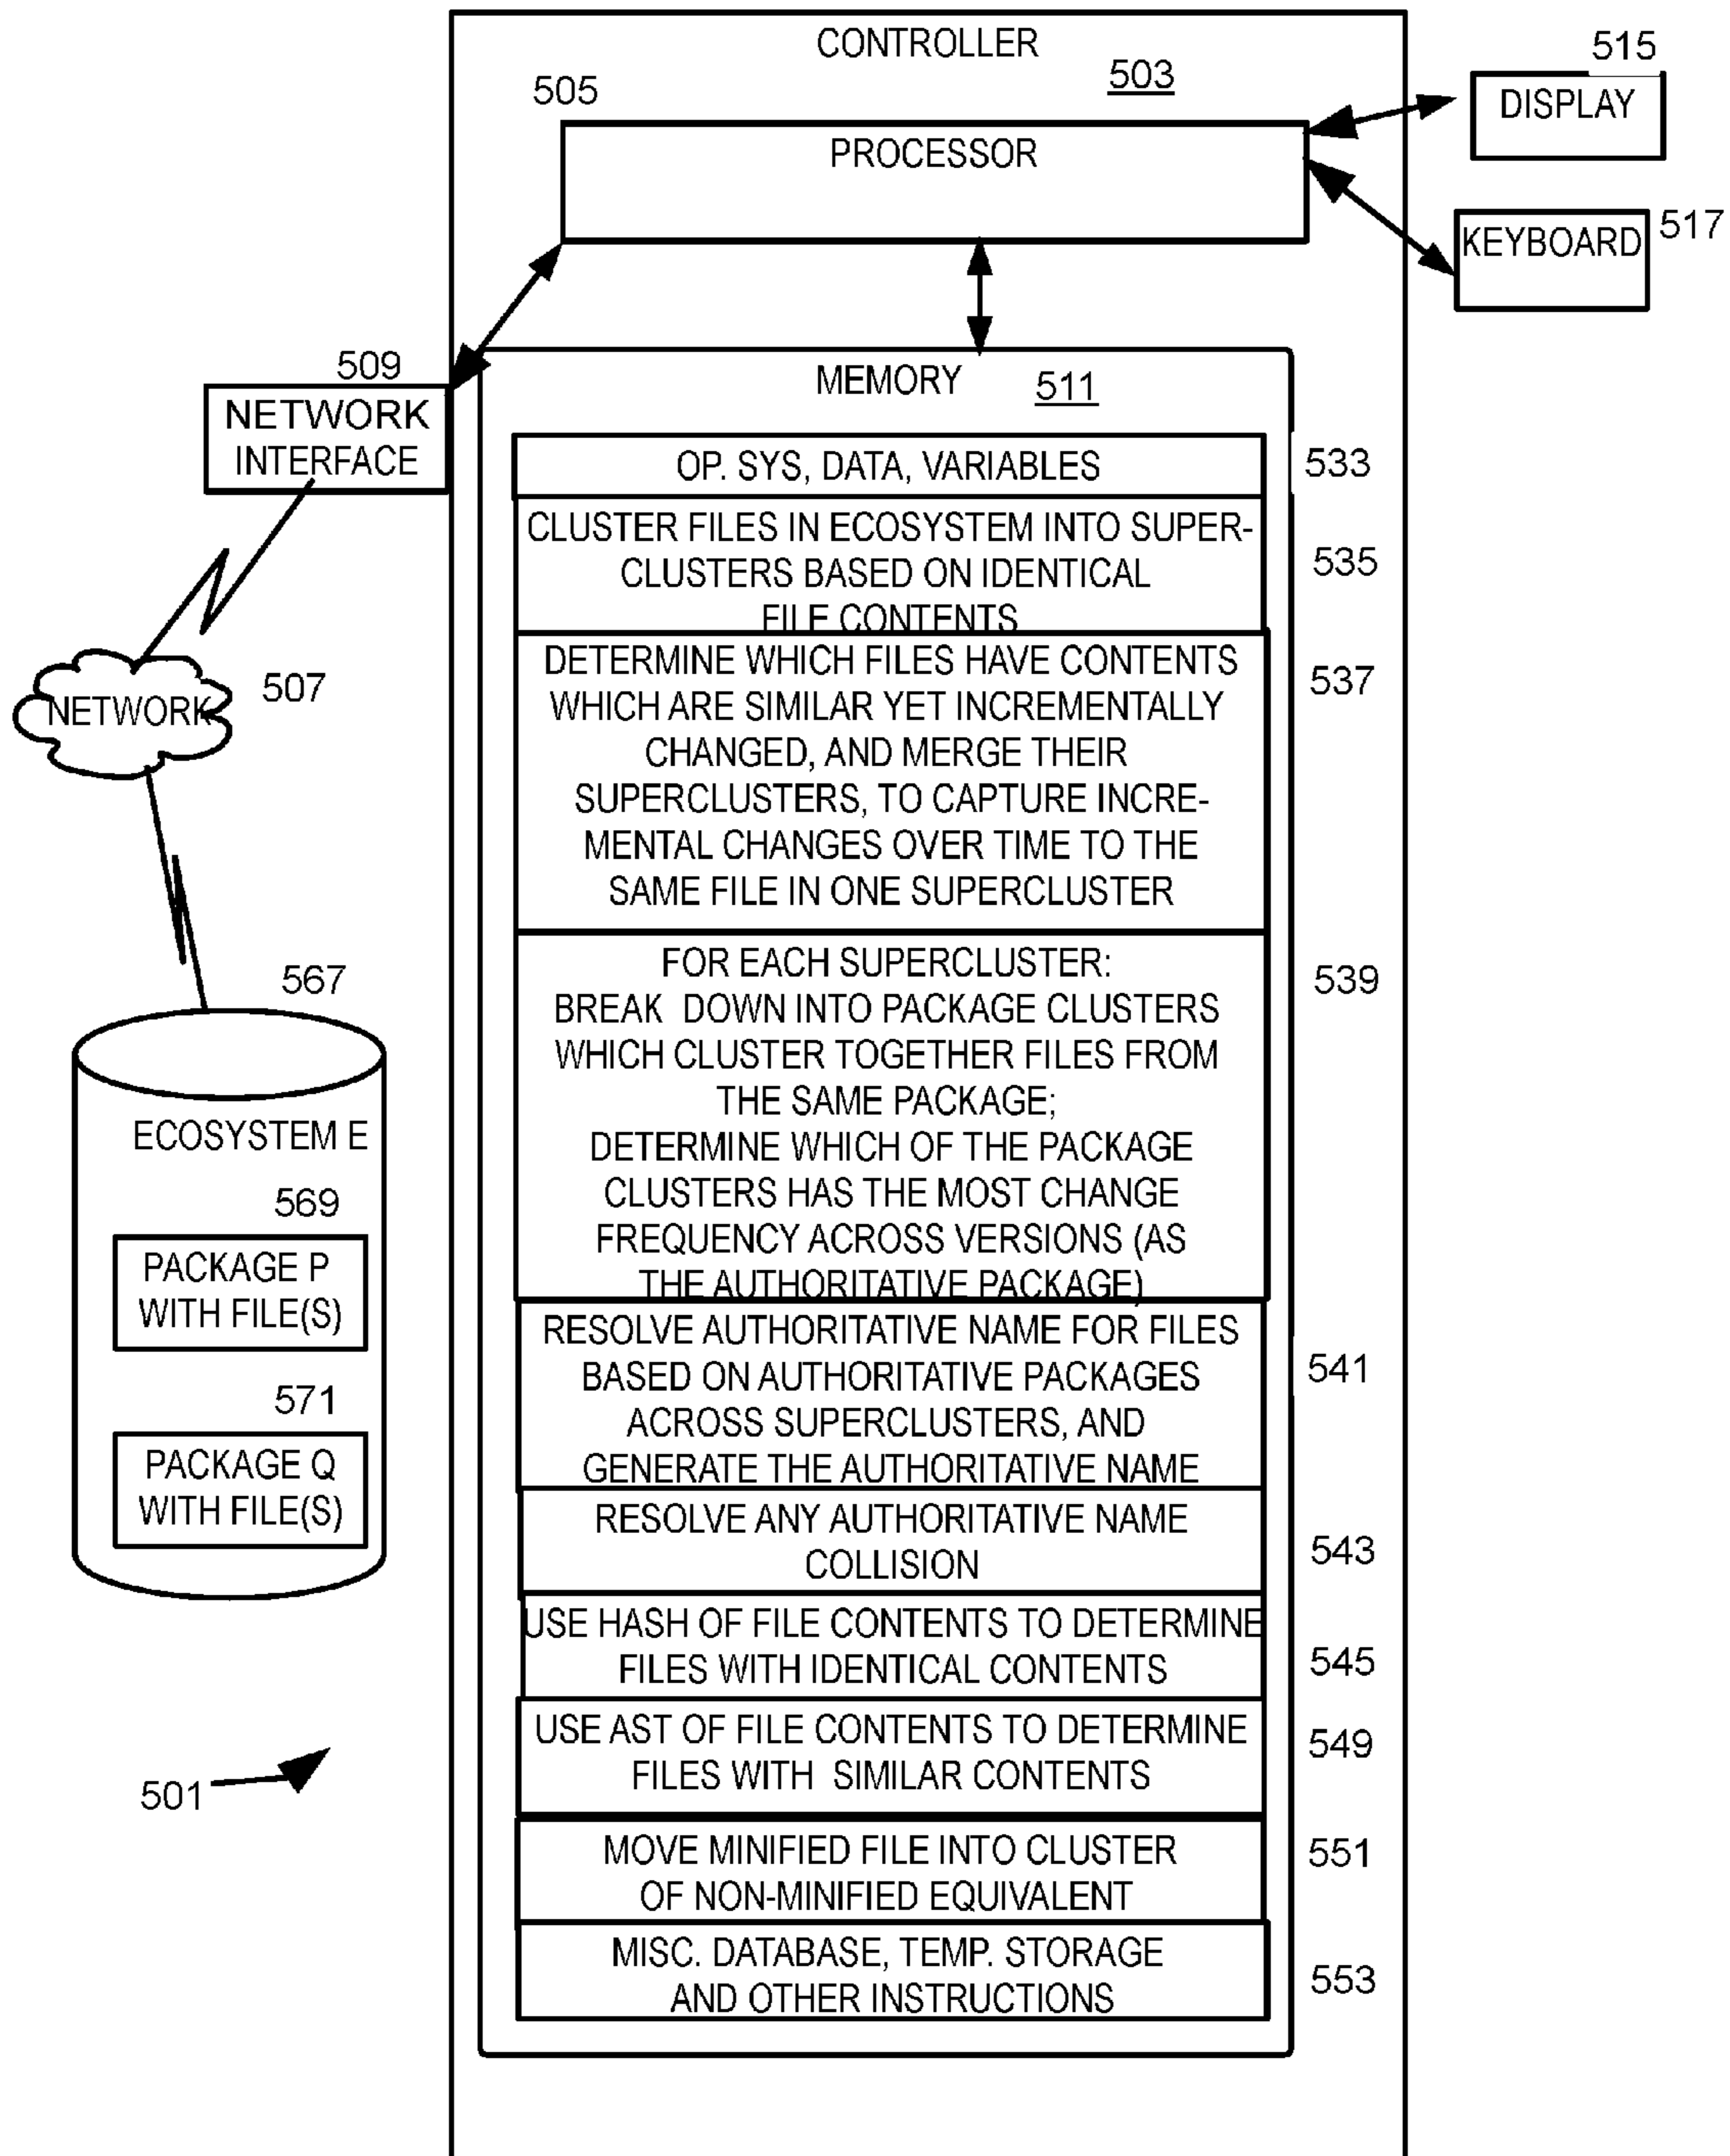 CONTROLLER
503
505
PROCESSOR
515
DISPLAY
517
KEYBOARD
509
NETWORK
INTERFACE
MEMORY
511
OP. SYS, DATA, VARIABLES
533
CLUSTER FILES IN ECOSYSTEM INTO SUPER-
CLUSTERS BASED ON IDENTICAL
FILE CONTENTS
535
DETERMINE WHICH FILES HAVE CONTENTS
WHICH ARE SIMILAR YET INCREMENTALLY
CHANGED, AND MERGE THEIR
SUPERCLUSTERS, TO CAPTURE INCRE-
MENTAL CHANGES OVER TIME TO THE
SAME FILE IN ONE SUPERCLUSTER
537
NETWORK
507
FOR EACH SUPERCLUSTER:
BREAK DOWN INTO PACKAGE CLUSTERS
WHICH CLUSTER TOGETHER FILES FROM
THE SAME PACKAGE;
DETERMINE WHICH OF THE PACKAGE
CLUSTERS HAS THE MOST CHANGE
FREQUENCY ACROSS VERSIONS (AS
THE AUTHORITATIVE PACKAGE)
539
567
ECOSYSTEM E
569
PACKAGE P
WITH FILE(S)
571
PACKAGE Q
WITH FILE(S)
RESOLVE AUTHORITATIVE NAME FOR FILES
BASED ON AUTHORITATIVE PACKAGES
ACROSS SUPERCLUSTERS, AND
GENERATE THE AUTHORITATIVE NAME
541
RESOLVE ANY AUTHORITATIVE NAME
COLLISION
543
USE HASH OF FILE CONTENTS TO DETERMINE
FILES WITH IDENTICAL CONTENTS
545
USE AST OF FILE CONTENTS TO DETERMINE
FILES WITH SIMILAR CONTENTS
549
501
MOVE MINIFIED FILE INTO CLUSTER
OF NON-MINIFIED EQUIVALENT
551
MISC. DATABASE, TEMP. STORAGE
AND OTHER INSTRUCTIONS
553